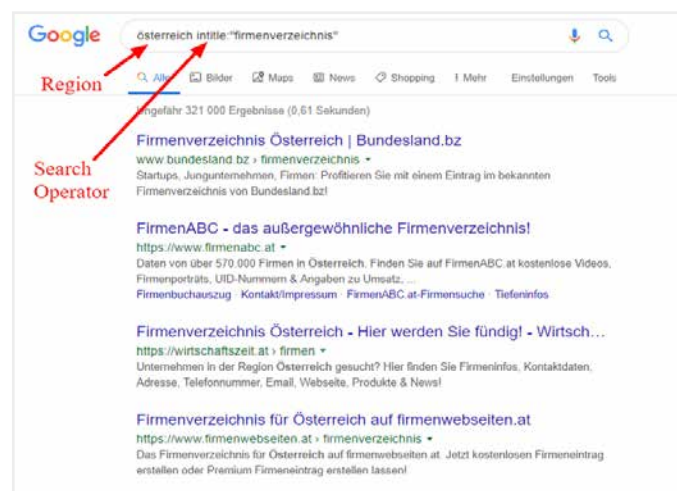 Google
österreich intitle:"firmenverzeichnis"
Region
Alle Bilder Maps News Shopping Mehr Einstellungen Tools
Ungefähr 321 000 Ergebnisse (0,61 Sekunden)
Firmenverzeichnis Österreich | Bundesland.bz
www.bundesland.bz › firmenverzeichnis
Search
Operator
Startups, Jungunternehmen, Firmen: Profitieren Sie mit einem Eintrag im bekannten
Firmenverzeichnis von Bundesland.bz!
FirmenABC - das außergewöhnliche Firmenverzeichnis!
https://www.firmenabc.at
Daten von über 570.000 Firmen in Österreich. Finden Sie auf FirmenABC.at kostenlose Videos,
Firmenporträts, UID-Nummern & Angaben zu Umsatz, ...
Firmenbuchauszug · Kontakt/Impressum · FirmenABC.at-Firmensuche · Tiefeninfos
Firmenverzeichnis Österreich - Hier werden Sie fündig! - Wirtsch...
https://wirtschaftszeit.at › firmen
Unternehmen in der Region Österreich gesucht? Hier finden Sie Firmeninfos, Kontaktdaten,
Adresse, Telefonnummer, Email, Webseite, Produkte & News!
Firmenverzeichnis für Österreich auf firmenwebseiten.at
https://www.firmenwebseiten.at › firmenverzeichnis
Das Firmenverzeichnis für Österreich auf firmenwebseiten.at. Jetzt kostenlosen Firmeneintrag
erstellen oder Premium Firmeneintrag erstellen lassen!